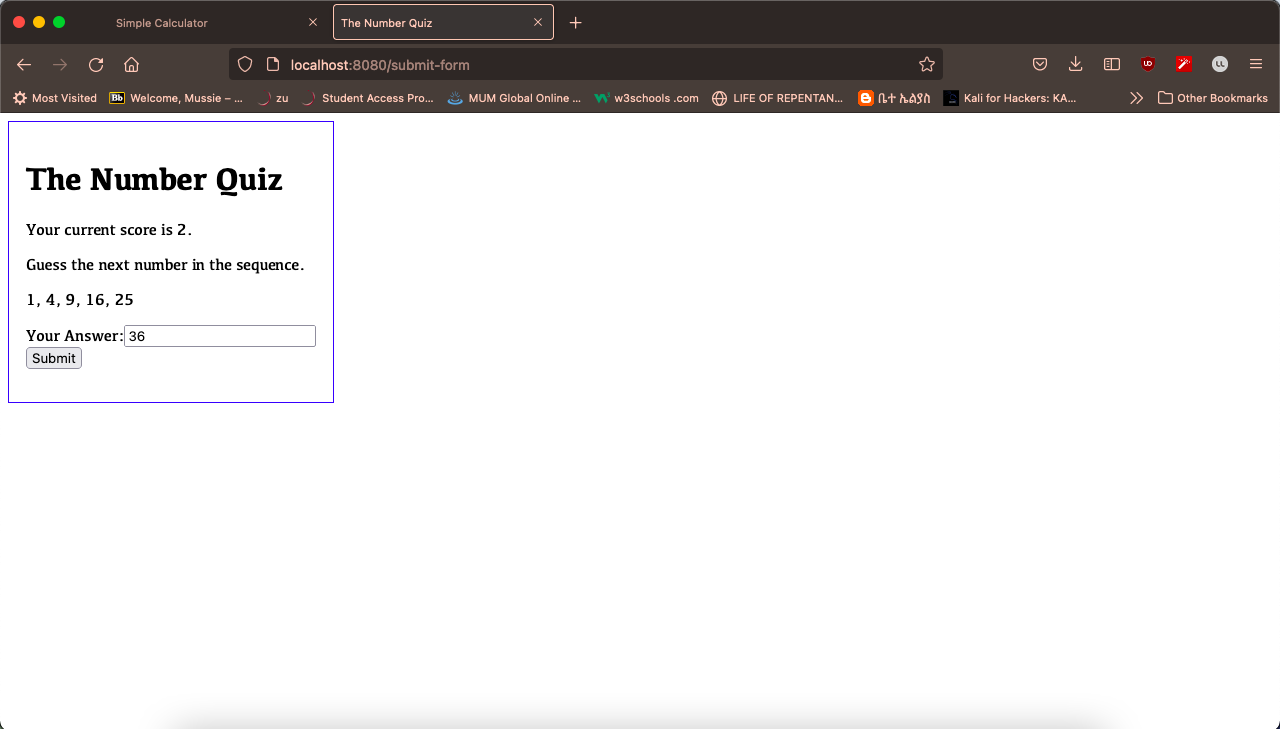 Simple Calculator
The Number Quiz
localhost:8080/submit-form
Most Visited
Bb
Welcome, Mussie – ...
zu
Student Access Pro...
MUM Global Online ...
w3schools .com
LIFE OF REPENTAN...
ቤተ ኤልያስ
Kali for Hackers: KA...
Other Bookmarks
The Number Quiz
Your current score is 2.
Guess the next number in the sequence.
1, 4, 9, 16, 25
Your Answer: 36
Submit